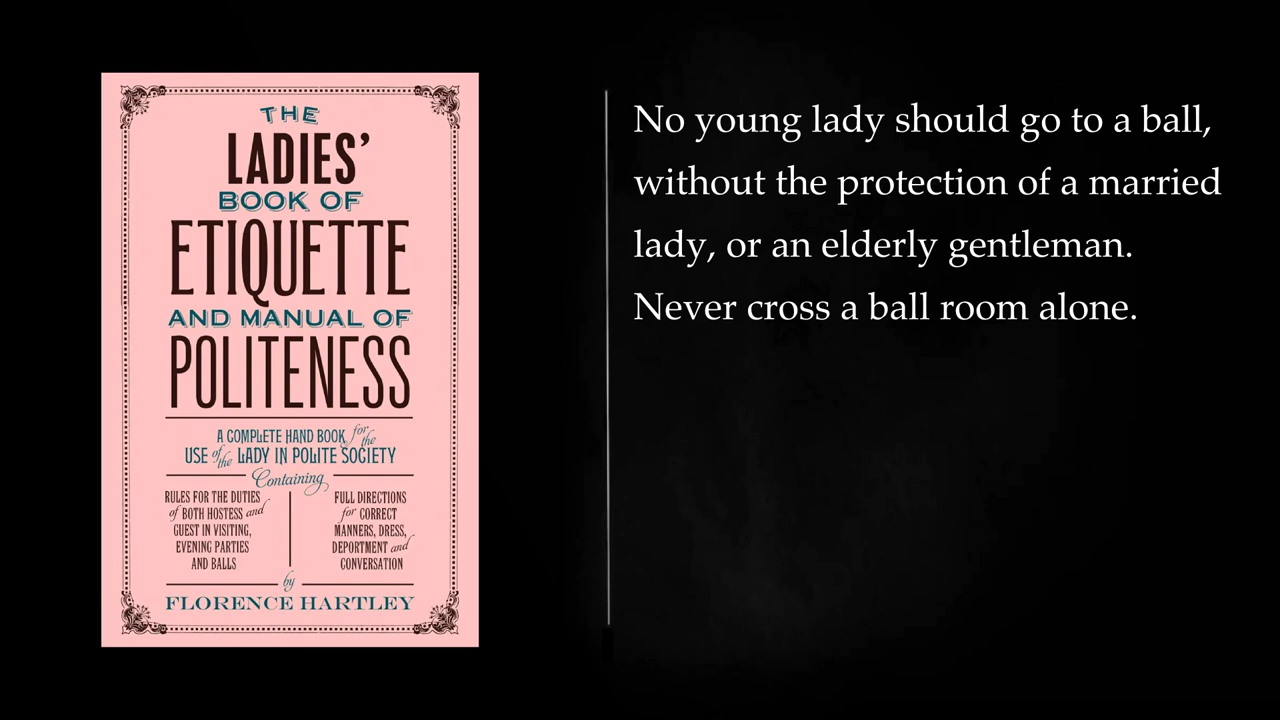 THE
LADIES'
BOOK OF
ETIQUETTE
AND MANUAL OF
POLITENESS
A COMPLETE HAND BOOK for the
USE of the LADY IN POLITE SOCIETY
Containing
RULES FOR THE DUTIES
of BOTH HOSTESS and
GUEST IN VISITING,
EVENING PARTIES
AND BALLS
FULL DIRECTIONS
for CORRECT
MANNERS, DRESS,
DEPORTMENT and
CONVERSATION
by
FLORENCE HARTLEY
No young lady should go to a ball,
without the protection of a married
lady, or an elderly gentleman.
Never cross a ball room alone.